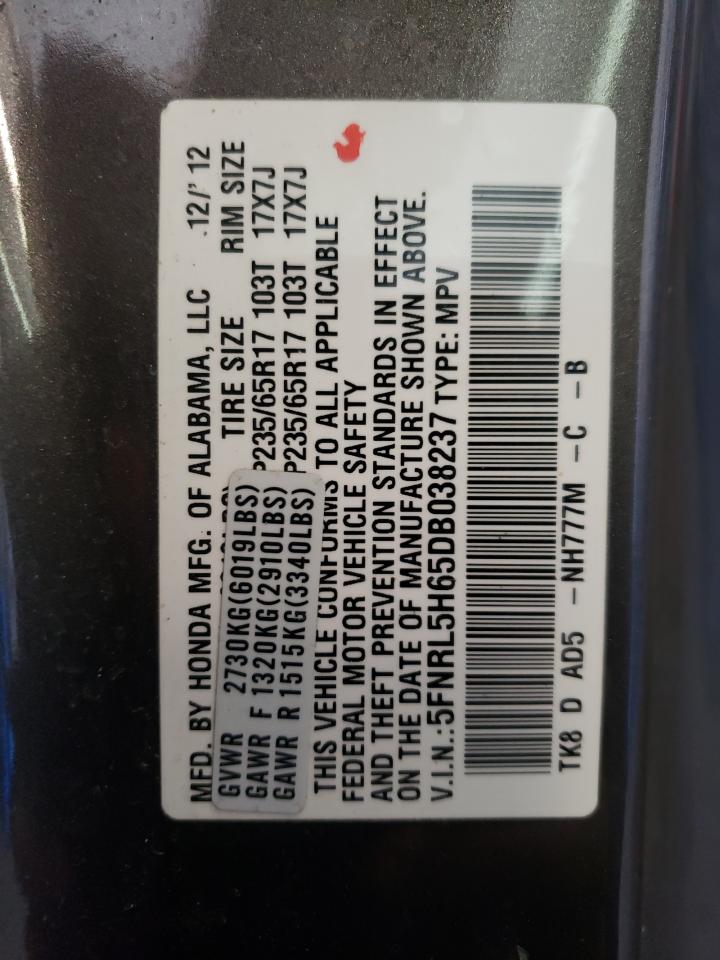 MFD. BY HONDA MFG. OF ALABAMA, LLC 12/'12
TIRE SIZE RIM SIZE
GVWR 2730KG(6019LBS)
GAWR F 1320KG(2910LBS) P235/65R17 103T 17X7J
GAWR R 1515KG(3340LBS) P235/65R17 103T 17X7J
THIS VEHICLE CONFORMS TO ALL APPLICABLE
FEDERAL MOTOR VEHICLE SAFETY
AND THEFT PREVENTION STANDARDS IN EFFECT
ON THE DATE OF MANUFACTURE SHOWN ABOVE.
V.I.N.:5FNRL5H65DB038237 TYPE: MPV
TK8 D AD5 -NH777M -C -B